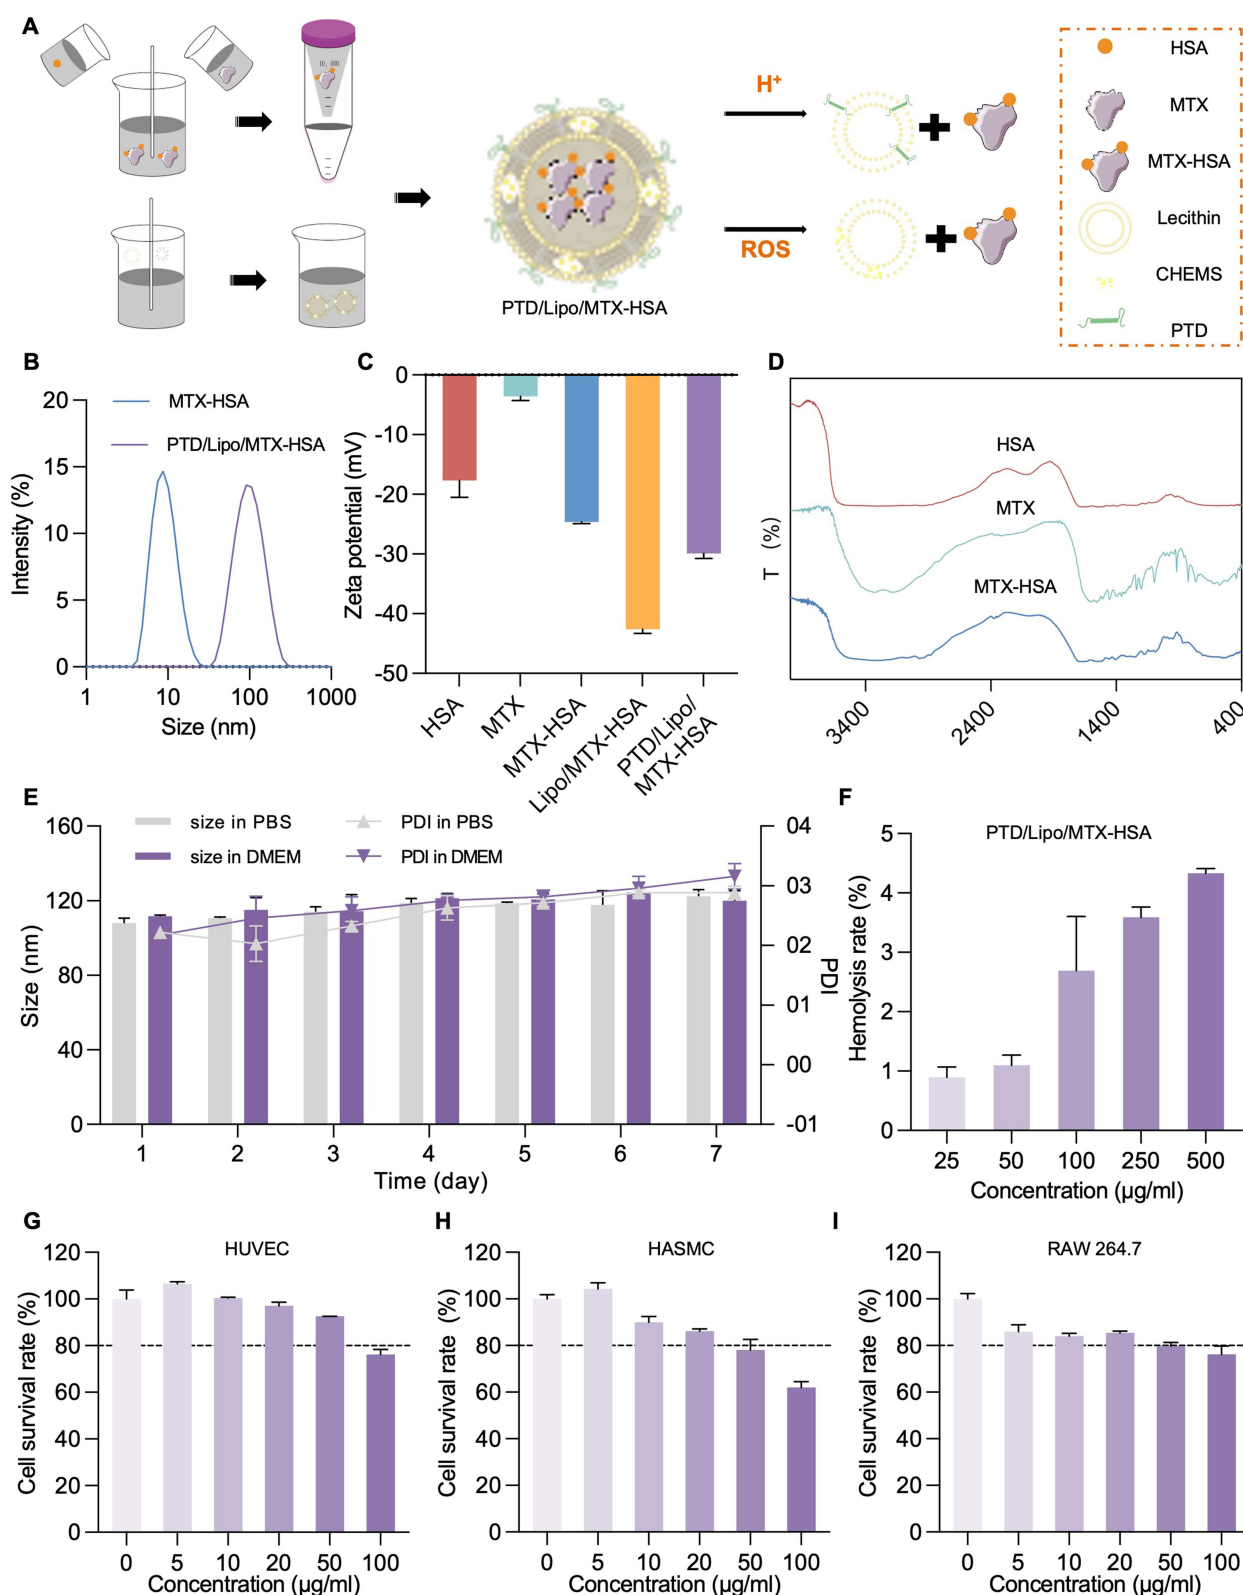 A
10, 000
H⁺
ROS
PTD/Lipo/MTX-HSA
HSA
MTX
MTX-HSA
Lecithin
CHEMS
PTD
B
MTX-HSA
PTD/Lipo/MTX-HSA
Intensity (%)
20
15
10
5
0
1
10
100
1000
Size (nm)
C
Zeta potential (mV)
0
-10
-20
-30
-40
-50
HSA
MTX
MTX-HSA
Lipo/MTX-HSA
PTD/Lipo/
MTX-HSA
D
T (%)
HSA
MTX
MTX-HSA
3400
2400
1400
400
E
size in PBS
PDI in PBS
size in DMEM
PDI in DMEM
Size (nm)
160
120
80
40
0
04
03
02
01
00
-01
PDI
1
2
3
4
5
6
7
Time (day)
F
PTD/Lipo/MTX-HSA
Hemolysis rate (%)
5
4
3
2
1
0
25
50
100
250
500
Concentration (µg/ml)
G
HUVEC
Cell survival rate (%)
120
100
80
60
40
20
0
0
5
10
20
50
100
Concentration (µg/ml)
H
HASMC
Cell survival rate (%)
120
100
80
60
40
20
0
0
5
10
20
50
100
Concentration (µg/ml)
I
RAW 264.7
Cell survival rate (%)
120
100
80
60
40
20
0
0
5
10
20
50
100
Concentration (µg/ml)